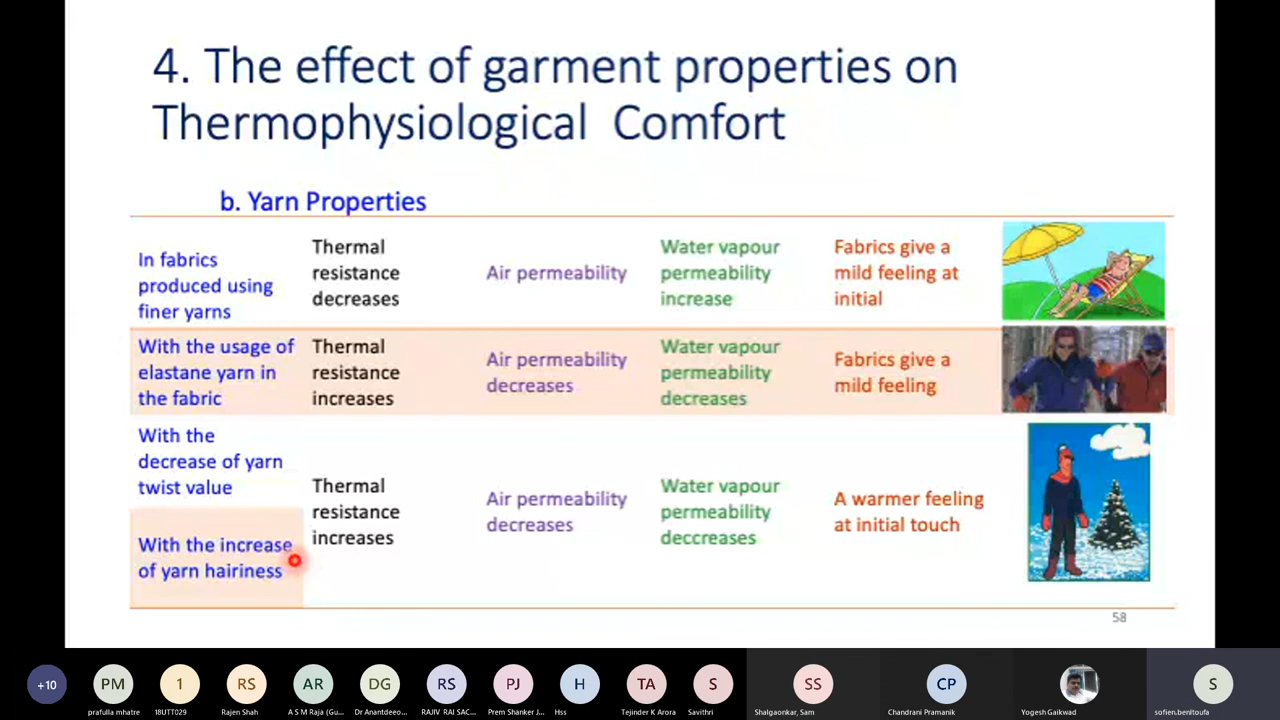 4. The effect of garment properties on
Thermophysiological Comfort
b. Yarn Properties
In fabrics
produced using
finer yarns
Thermal
resistance
decreases
Air permeability
Water vapour
permeability
increase
Fabrics give a
mild feeling at
initial
With the usage of
elastane yarn in
the fabric
Thermal
resistance
increases
Air permeability
decreases
Water vapour
permeability
decreases
Fabrics give a
mild feeling
With the
decrease of yarn
twist value
With the increase
of yarn hairiness
Thermal
resistance
increases
Air permeability
decreases
Water vapour
permeability
deccreases
A warmer feeling
at initial touch
58
+10
PM
prafulla mhatre
1
18UTT029
RS
Rajen Shah
AR
A S M Raja (Gu...
DG
Dr Anantdeeo...
RS
RAJIV RAI SAC...
PJ
Prem Shanker J...
H
Hss
TA
Tejinder K Arora
S
Savithri
SS
Shalgaonkar, Sam
CP
Chandrani Pramanik
Yogesh Gaikwad
S
sofien.benltoufa